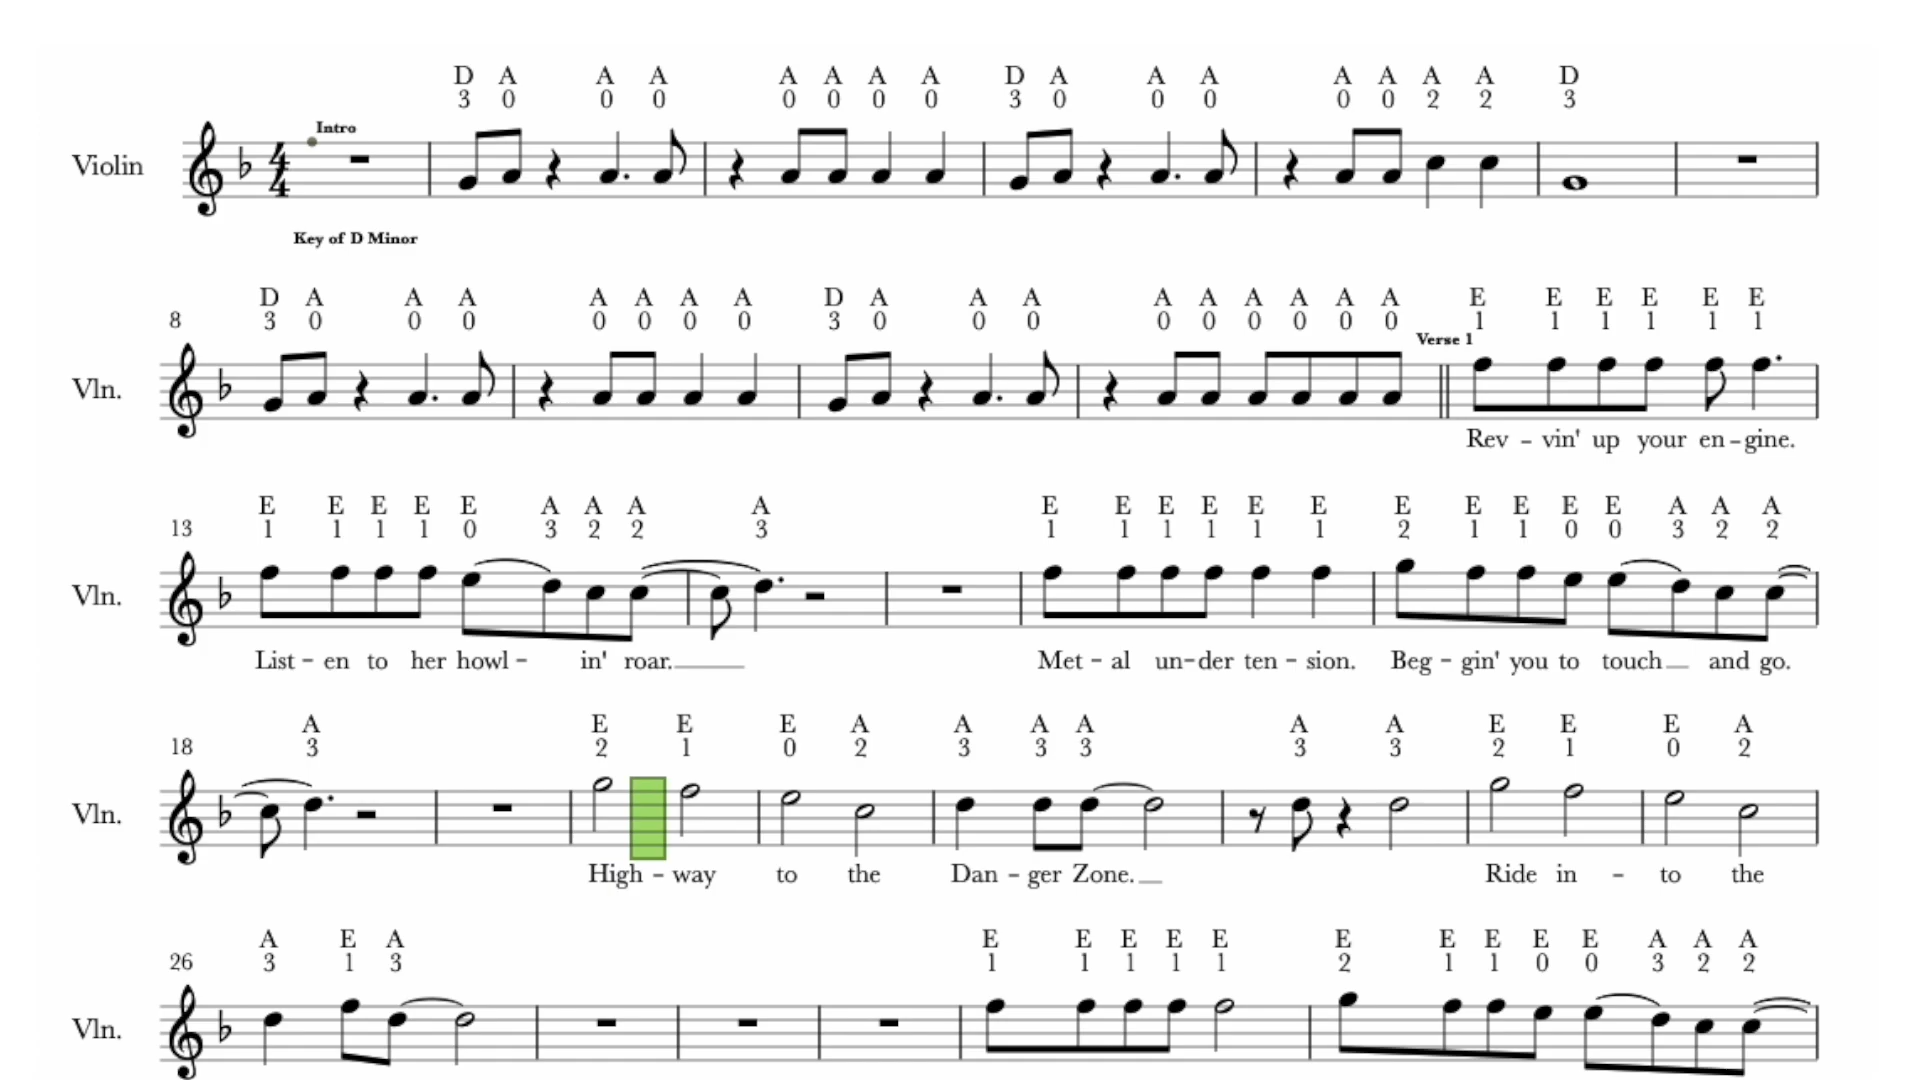 D A A A A A A A D A A A A A A A D
3 0 0 0 0 0 0 0 3 0 0 0 0 0 2 2 3
Intro
Violin
4
4
Key of D Minor
D A A A A A A A D A A A A A A A A A E E E E E E
8 3 0 0 0 0 0 0 0 3 0 0 0 0 0 0 0 0 0 1 1 1 1 1 1
Verse 1
Vln.
Rev - vin' up your en - gine.
E E E E E A A A A E E E E E E E E E E E A A A
13 1 1 1 1 0 3 2 2 3 1 1 1 1 1 1 2 1 1 0 0 3 2 2
Vln.
List - en to her howl - in' roar. Met - al un - der ten - sion. Beg - gin' you to touch and go.
A E E E A A A A A A E E E A
18 3 2 1 0 2 3 3 3 3 3 2 1 0 2
Vln.
High - way to the Dan - ger Zone. Ride in - to the
A E A E E E E E E E E E E A A A
26 3 1 3 1 1 1 1 1 2 1 1 0 0 3 2 2
Vln.